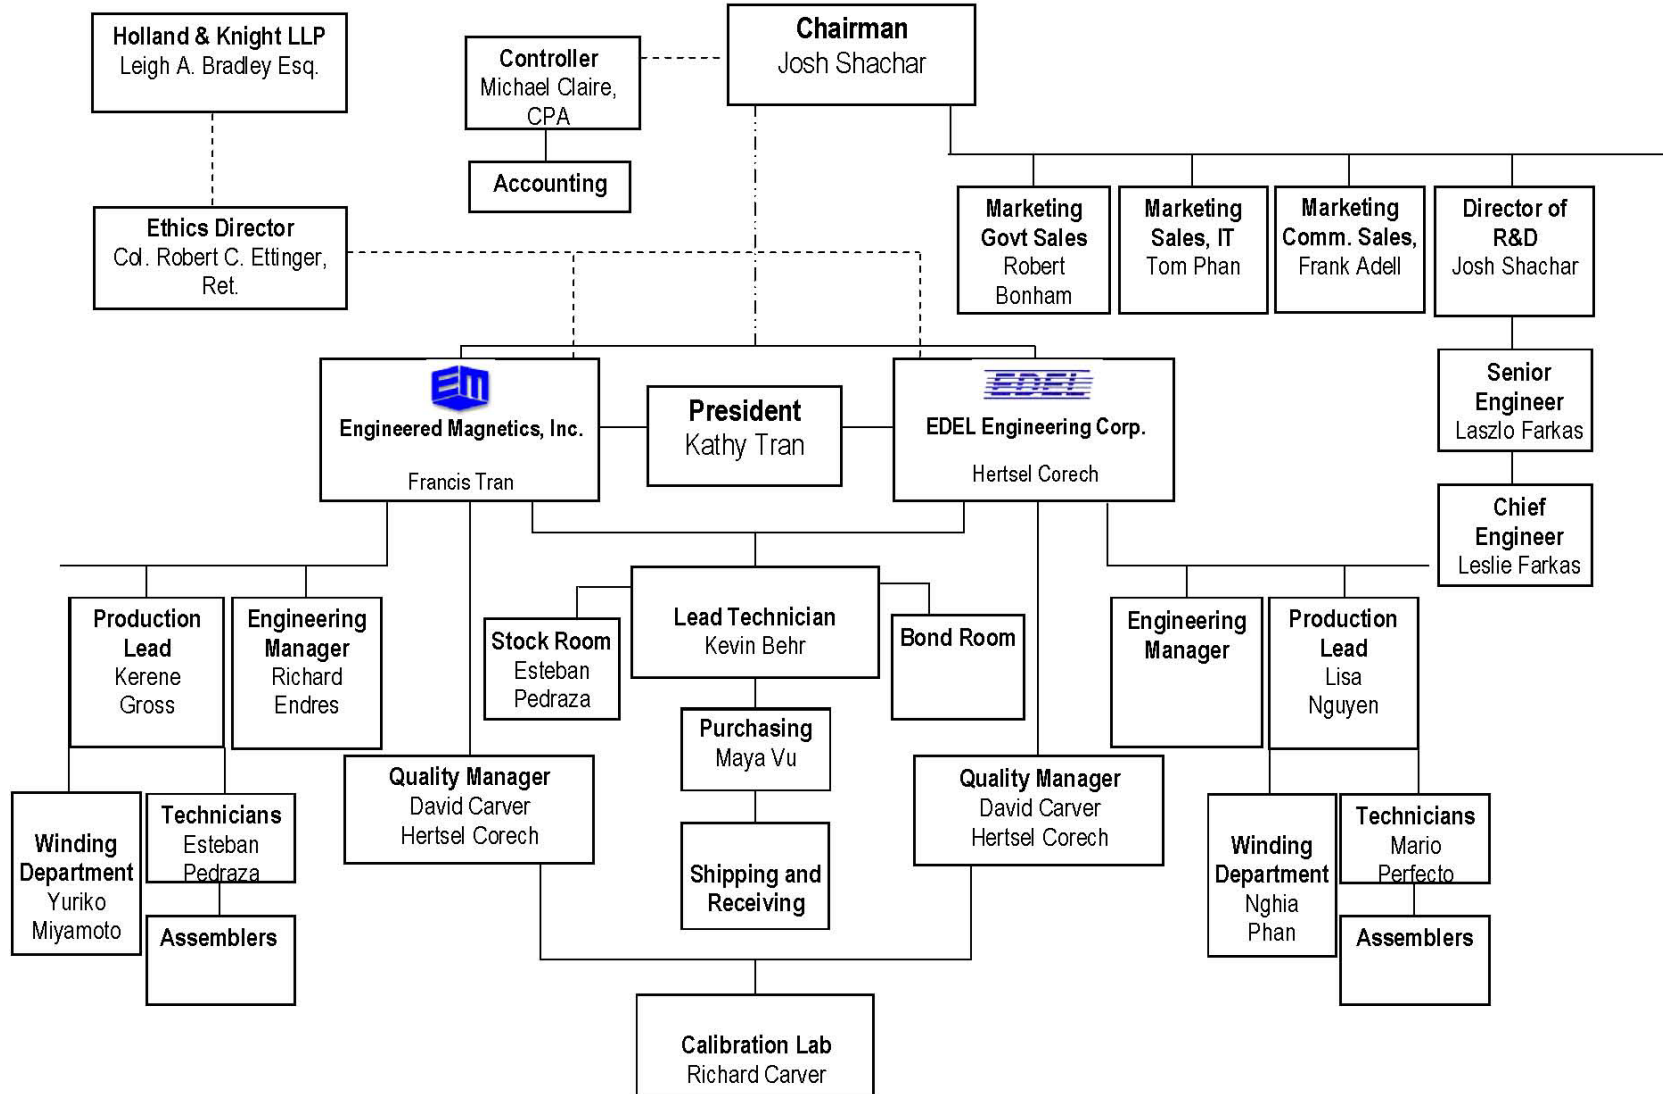 Holland & Knight LLP
Leigh A. Bradley Esq.
Controller
Michael Claire,
CPA
Chairman
Josh Shachar
Accounting
Ethics Director
Col. Robert C. Ettinger,
Ret.
Marketing
Govt Sales
Robert
Bonham
Marketing
Sales, IT
Tom Phan
Marketing
Comm. Sales,
Frank Adell
Director of
R&D
Josh Shachar
Senior
Engineer
Laszlo Farkas
Chief
Engineer
Leslie Farkas
EM
Engineered Magnetics, Inc.
Francis Tran
President
Kathy Tran
EDEL
EDEL Engineering Corp.
Hertsel Corech
Production
Lead
Kerene
Gross
Engineering
Manager
Richard
Endres
Stock Room
Esteban
Pedraza
Lead Technician
Kevin Behr
Bond Room
Engineering
Manager
Production
Lead
Lisa
Nguyen
Purchasing
Maya Vu
Quality Manager
David Carver
Hertsel Corech
Quality Manager
David Carver
Hertsel Corech
Winding
Department
Yuriko
Miyamoto
Technicians
Esteban
Pedraza
Assemblers
Shipping and
Receiving
Winding
Department
Nghia
Phan
Technicians
Mario
Perfecto
Assemblers
Calibration Lab
Richard Carver